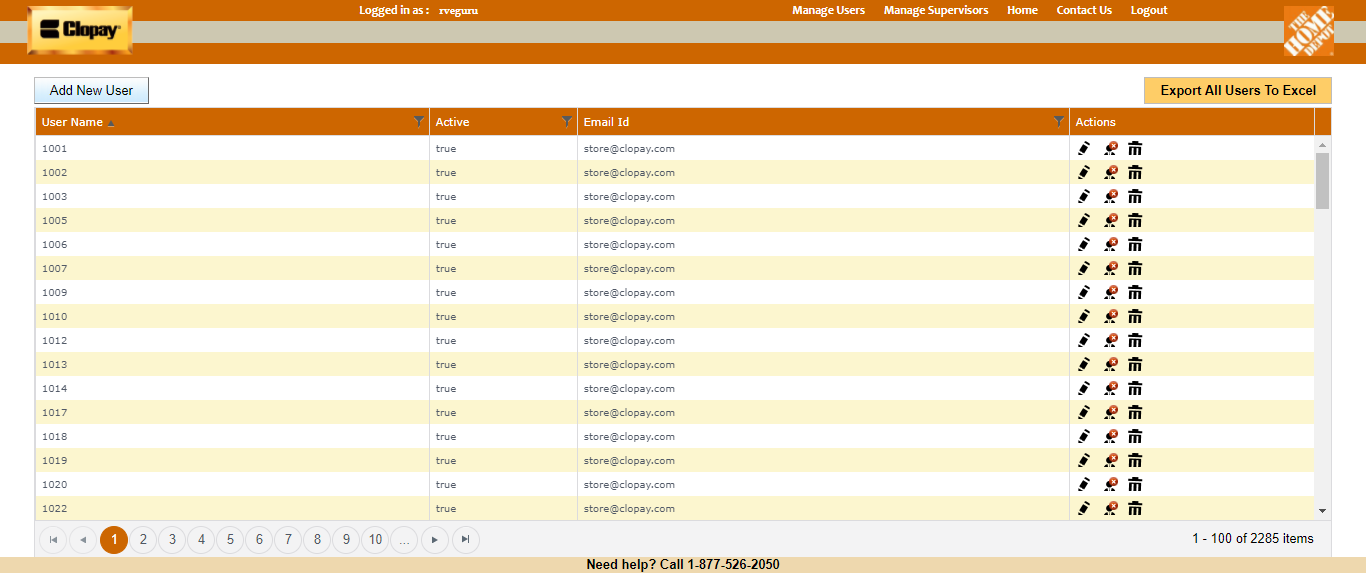 Logged in as : rveguru Manage Users Manage Supervisors Home Contact Us Logout
Clopay
THE HOME DEPOT
Add New User Export All Users To Excel
User Name Active Email Id Actions
1001 true store@clopay.com
1002 true store@clopay.com
1003 true store@clopay.com
1005 true store@clopay.com
1006 true store@clopay.com
1007 true store@clopay.com
1009 true store@clopay.com
1010 true store@clopay.com
1012 true store@clopay.com
1013 true store@clopay.com
1014 true store@clopay.com
1017 true store@clopay.com
1018 true store@clopay.com
1019 true store@clopay.com
1020 true store@clopay.com
1022 true store@clopay.com
1 2 3 4 5 6 7 8 9 10 ... 1 - 100 of 2285 items
Need help? Call 1-877-526-2050